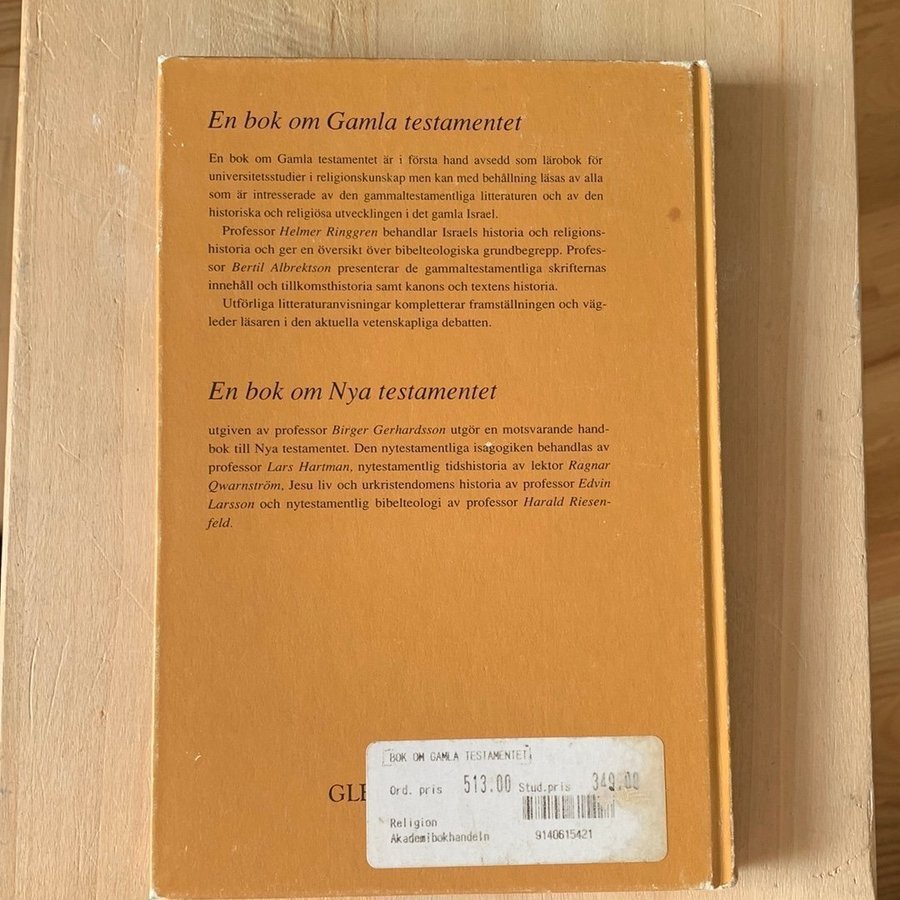 En bok om Gamla testamentet
En bok om Gamla testamentet är i första hand avsedd som lärobok för
universitetsstudier i religionskunskap men kan med behållning läsas av alla
som är intresserade av den gammaltestamentliga litteraturen och av den
historiska och religiösa utvecklingen i det gamla Israel.
Professor Helmer Ringgren behandlar Israels historia och religions-
historia och ger en översikt över bibelteologiska grundbegrepp. Profes-
sor Bertil Albrektson presenterar de gammaltestamentliga skrifternas
innehåll och tillkomsthistoria samt kanons och textens historia.
Utförliga litteraturanvisningar kompletterar framställningen och väg-
leder läsaren i den aktuella vetenskapliga debatten.
En bok om Nya testamentet
utgiven av professor Birger Gerhardsson utgör en motsvarande hand-
bok till Nya testamentet. Den nytestamentliga isagogiken behandlas av
professor Lars Hartman, nytestamentlig tidshistoria av lektor Ragnar
Qwarnström, Jesu liv och urkristendomens historia av professor Edvin
Larsson och nytestamentlig bibelteologi av professor Harald Riesen-
feld.
BOK OM GAMLA TESTAMENTET
Ord. pris 513.00 Stud.pris 349.00
Religion
Akademibokhandeln 9140615421